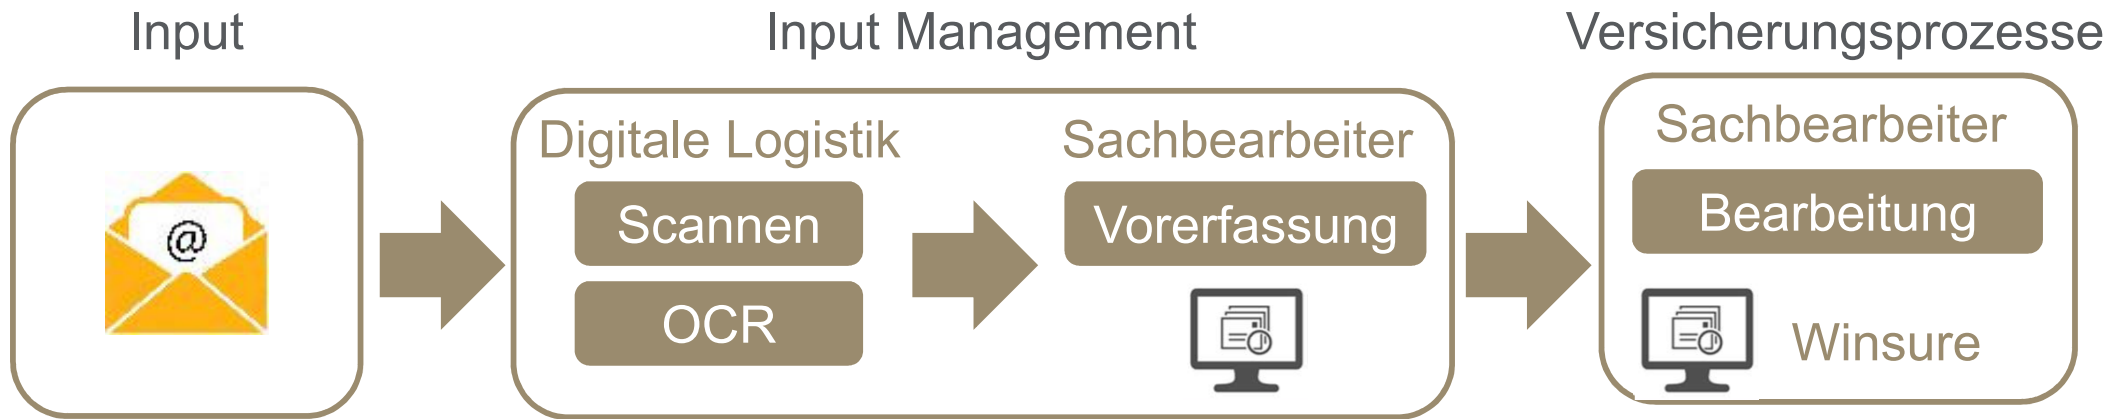 Input
@
Input Management
Digitale Logistik
Scannen
OCR
Sachbearbeiter
Vorerfassung
Versicherungsprozesse
Sachbearbeiter
Bearbeitung
Winsure